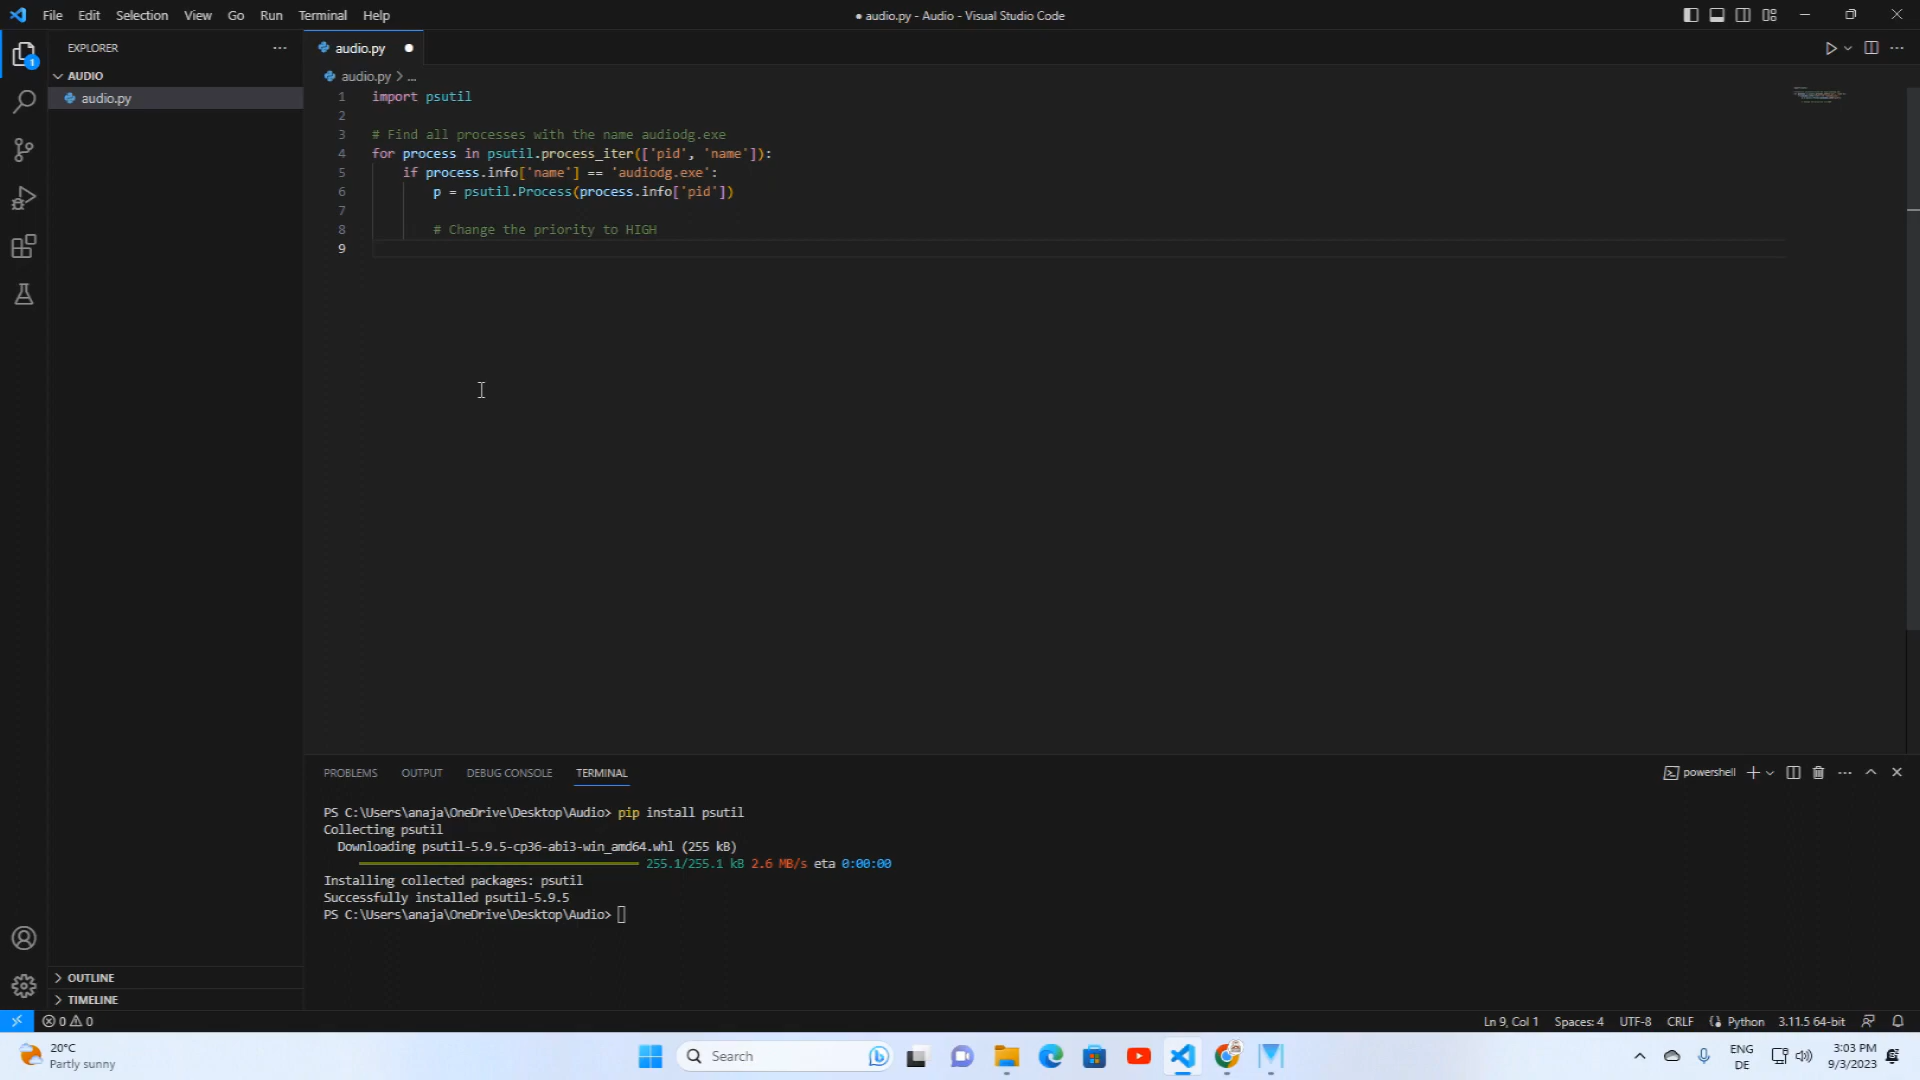 File Edit Selection View Go Run Terminal Help
● audio.py - Audio - Visual Studio Code
EXPLORER
AUDIO
audio.py
OUTLINE
TIMELINE
1
audio.py ●
audio.py > ...
1 import psutil
2
3 # Find all processes with the name audiodg.exe
4 for process in psutil.process_iter(['pid', 'name']):
5 if process.info['name'] == 'audiodg.exe':
6 p = psutil.Process(process.info['pid'])
7
8 # Change the priority to HIGH
9
PROBLEMS OUTPUT DEBUG CONSOLE TERMINAL
powershell
PS C:\Users\anaja\OneDrive\Desktop\Audio> pip install psutil
Collecting psutil
Downloading psutil-5.9.5-cp36-abi3-win_amd64.whl (255 kB)
255.1/255.1 kB 2.6 MB/s eta 0:00:00
Installing collected packages: psutil
Successfully installed psutil-5.9.5
PS C:\Users\anaja\OneDrive\Desktop\Audio>
0 0
Ln 9, Col 1 Spaces: 4 UTF-8 CRLF Python 3.11.5 64-bit
20°C
Partly sunny
Search
ENG
DE
3:03 PM
9/3/2023